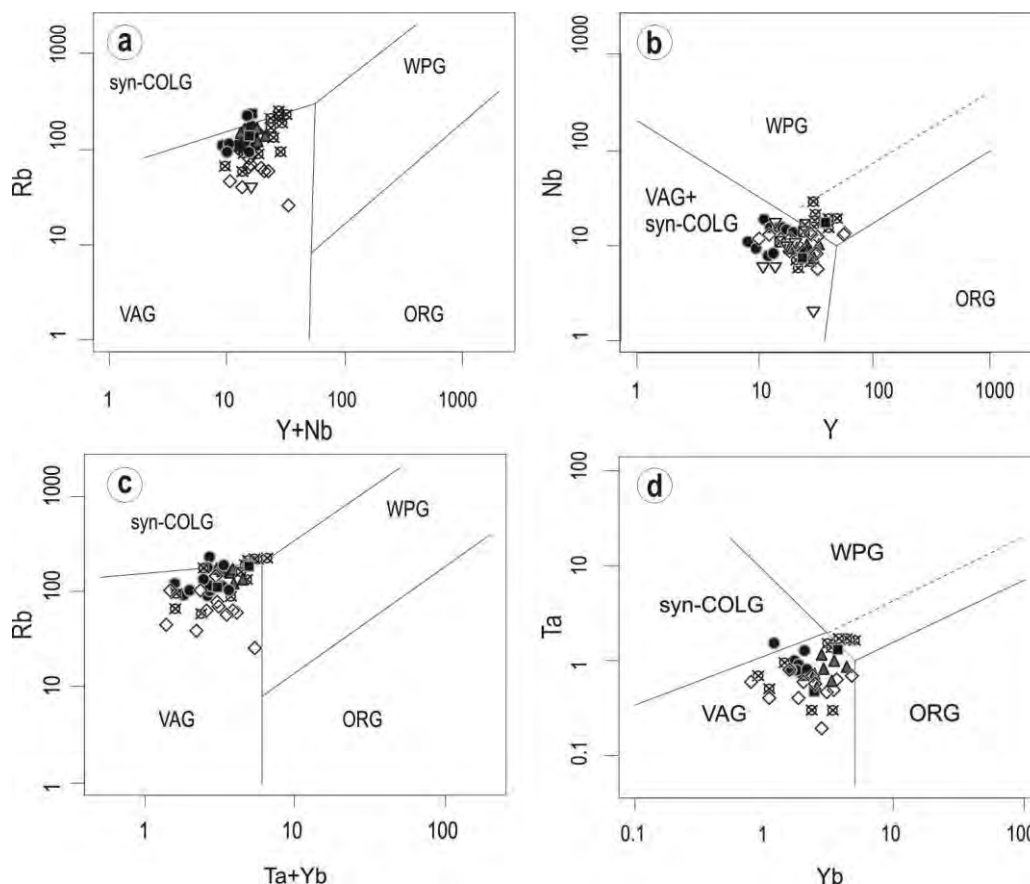 a
syn-COLG
WPG
VAG
ORG
Rb
1000
100
10
1
1
10
100
1000
Y+Nb
b
WPG
VAG+
syn-COLG
ORG
Nb
1000
100
10
1
1
10
100
1000
Y
c
syn-COLG
WPG
VAG
ORG
Rb
1000
100
10
1
1
10
100
Ta+Yb
d
WPG
syn-COLG
VAG
ORG
Ta
100
10
1
0.1
0.1
1
10
100
Yb